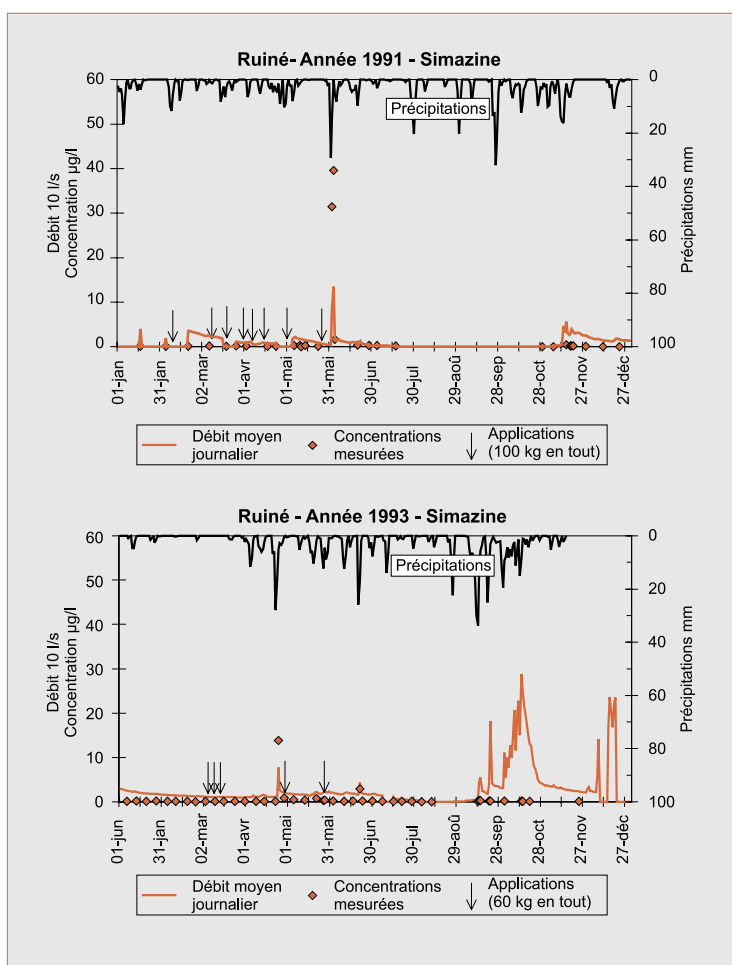 Ruiné- Année 1991 - Simazine
60
50
40
30
20
10
0
Débit 10 l/s
Concentration µg/l
0
20
40
60
80
100
Précipitations mm
Précipitations
01-jan
31-jan
02-mar
01-avr
01-mai
31-mai
30-jun
30-jul
29-aoû
28-sep
28-oct
27-nov
27-déc
Débit moyen
journalier
Concentrations
mesurées
Applications
(100 kg en tout)
Ruiné - Année 1993 - Simazine
60
50
40
30
20
10
0
Débit 10 l/s
Concentration µg/l
0
20
40
60
80
100
Précipitations mm
Précipitations
01-jun
31-jan
02-mar
01-avr
01-mai
31-mai
30-jun
30-jul
29-aoû
28-sep
28-oct
27-nov
27-déc
Débit moyen
journalier
Concentrations
mesurées
Applications
(60 kg en tout)